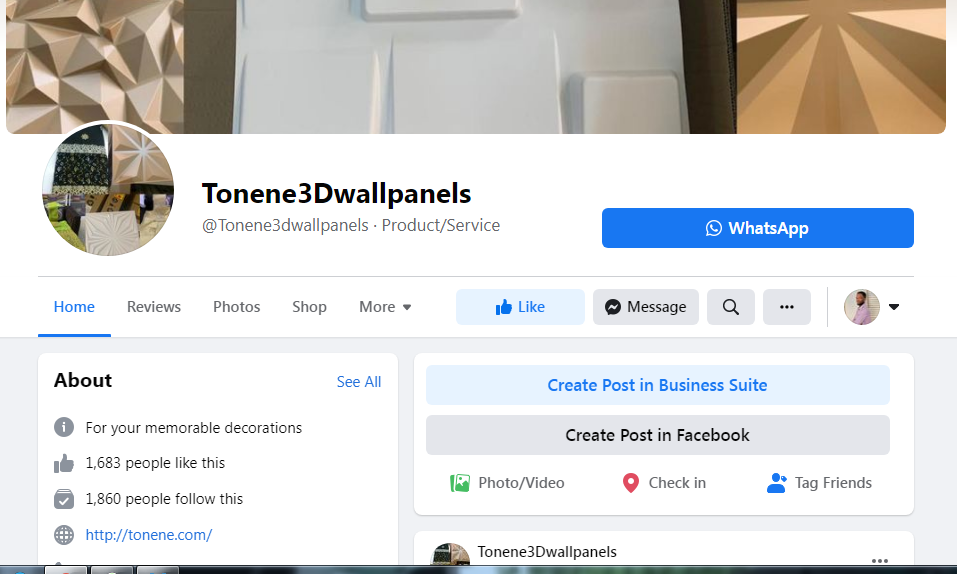 Tonene3Dwallpanels
@Tonene3dwallpanels · Product/Service
WhatsApp
Home
Reviews
Photos
Shop
More
Like
Message
About
See All
For your memorable decorations
1,683 people like this
1,860 people follow this
http://tonene.com/
Create Post in Business Suite
Create Post in Facebook
Photo/Video
Check in
Tag Friends
Tonene3Dwallpanels